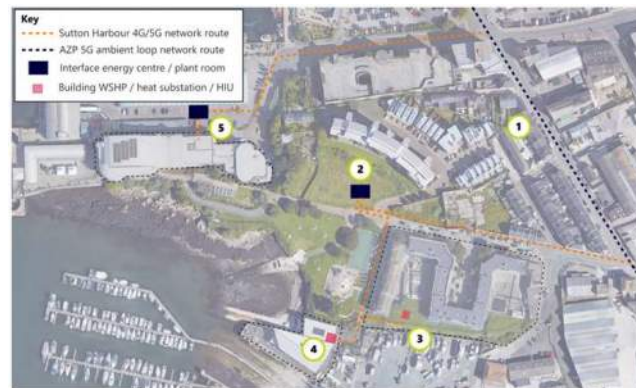 Key
Sutton Harbour 4G/5G network route
AZP 5G ambient loop network route
Interface energy centre / plant room
Building WSHP / heat substation / HIU
1
5
2
3
4